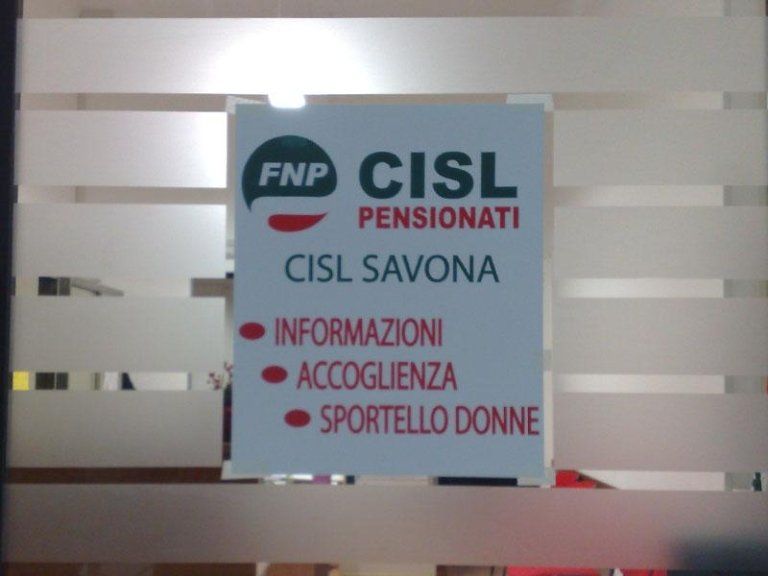 FNP CISL
PENSIONATI
CISL SAVONA
INFORMAZIONI
ACCOGLIENZA
SPORTELLO DONNE